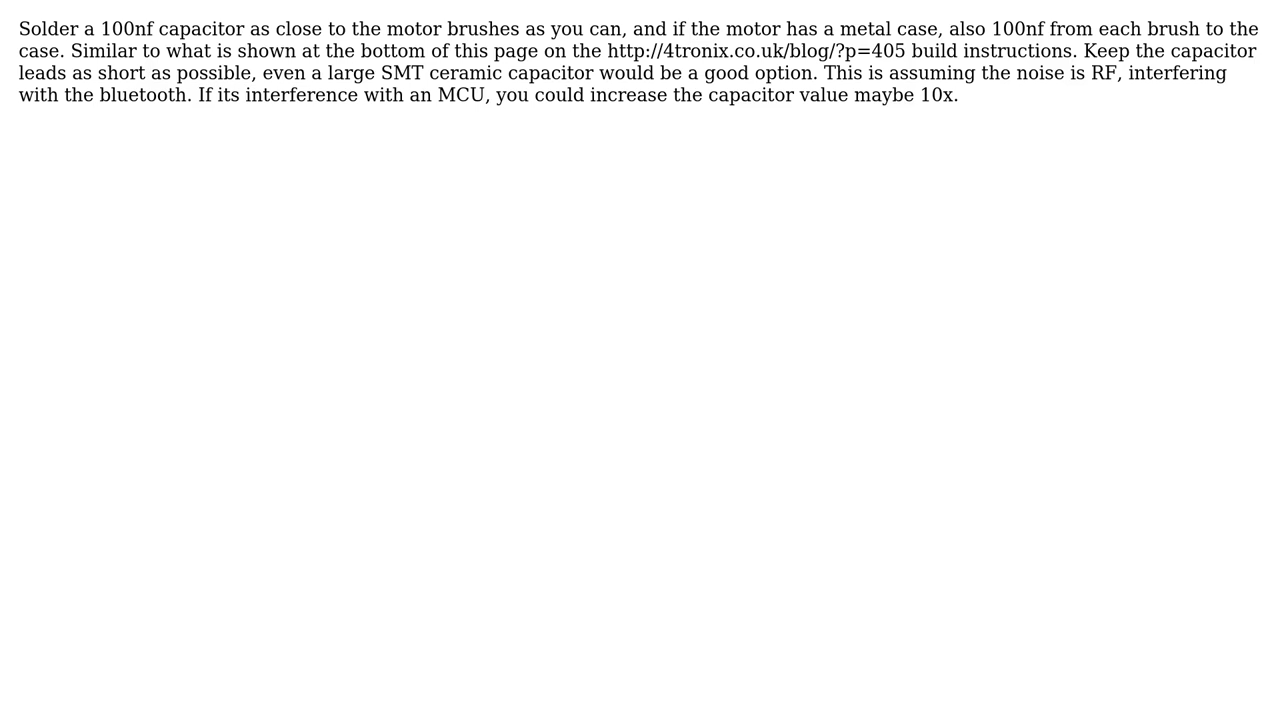 Solder a 100nf capacitor as close to the motor brushes as you can, and if the motor has a metal case, also 100nf from each brush to the
case. Similar to what is shown at the bottom of this page on the http://4tronix.co.uk/blog/?p=405 build instructions. Keep the capacitor
leads as short as possible, even a large SMT ceramic capacitor would be a good option. This is assuming the noise is RF, interfering
with the bluetooth. If its interference with an MCU, you could increase the capacitor value maybe 10x.